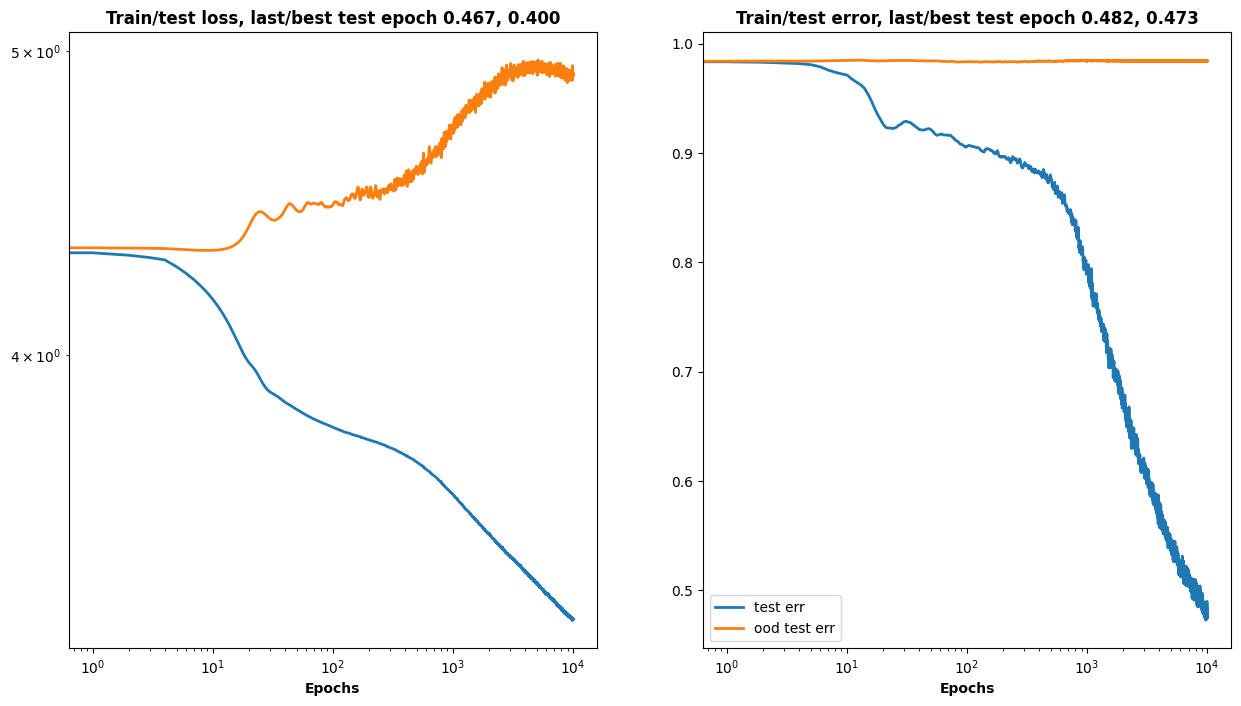 Train/test loss, last/best test epoch 0.467, 0.400
5 × 10⁰
4 × 10⁰
10⁰ 10¹ 10² 10³ 10⁴
Epochs
Train/test error, last/best test epoch 0.482, 0.473
1.0
0.9
0.8
0.7
0.6
0.5
test err
ood test err
10⁰ 10¹ 10² 10³ 10⁴
Epochs